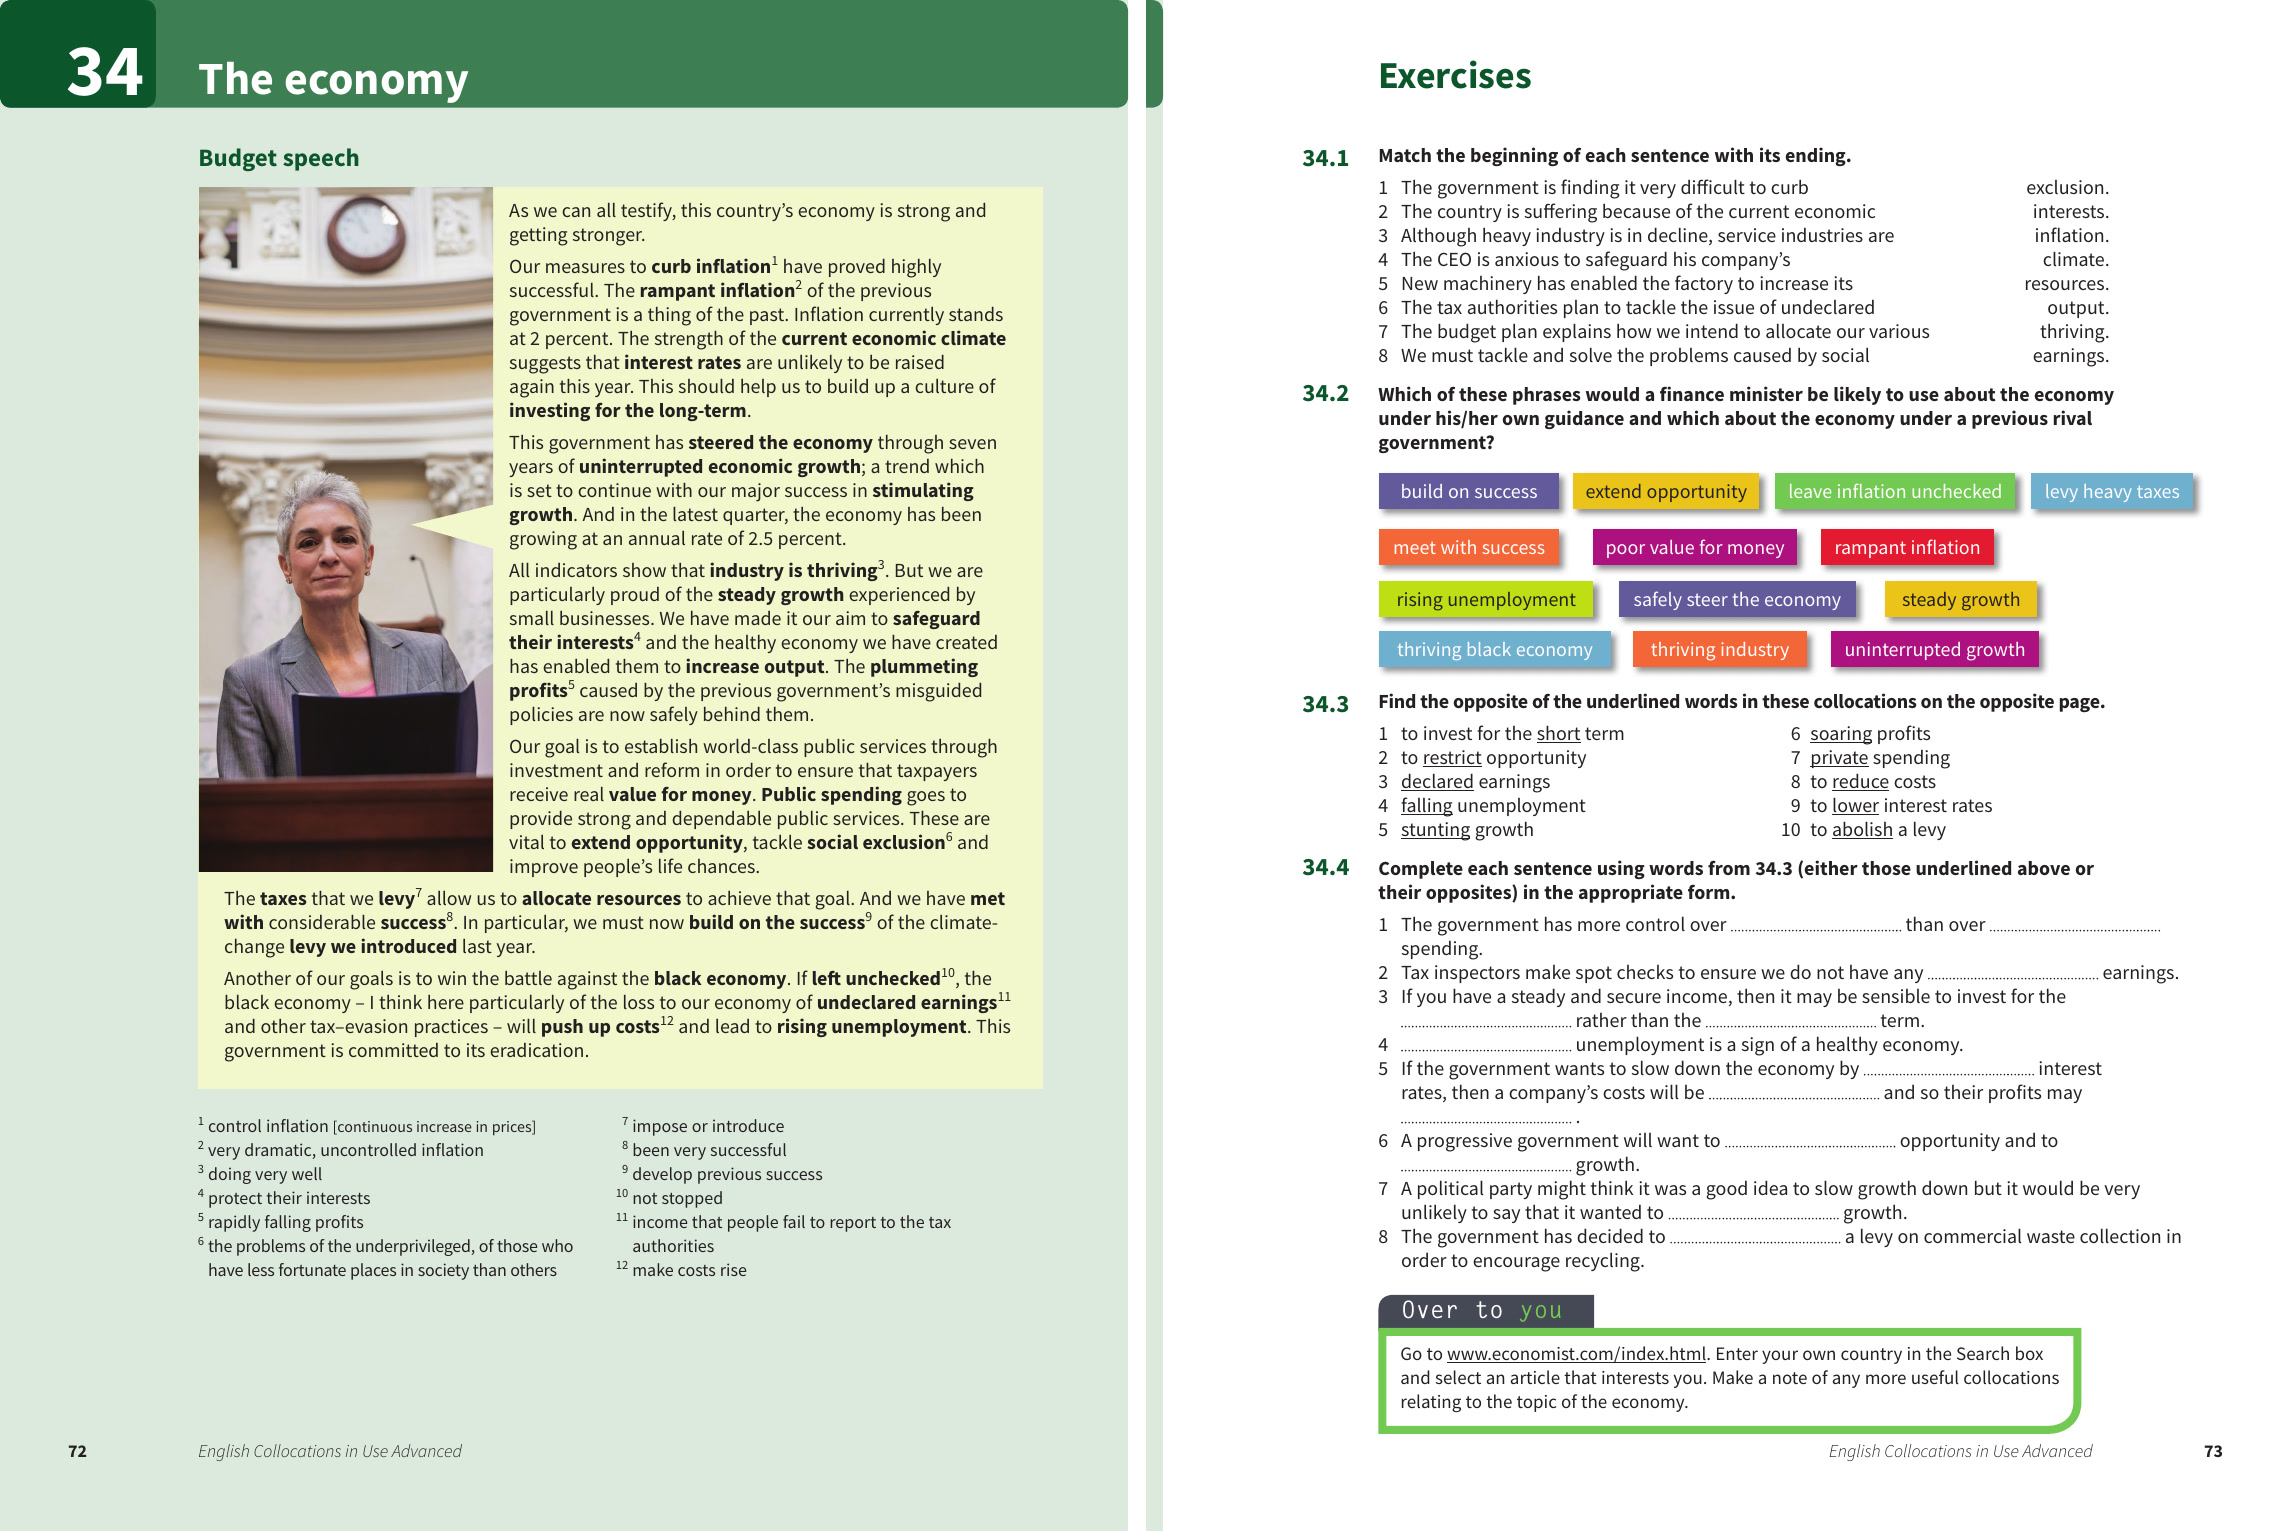 34
The economy
Budget speech
As we can all testify, this country's economy is strong and
getting stronger.
Our measures to curb inflation1 have proved highly
successful. The rampant inflation2 of the previous
government is a thing of the past. Inflation currently stands
at 2 percent. The strength of the current economic climate
suggests that interest rates are unlikely to be raised
again this year. This should help us to build up a culture of
investing for the long-term.
This government has steered the economy through seven
years of uninterrupted economic growth; a trend which
is set to continue with our major success in stimulating
growth. And in the latest quarter, the economy has been
growing at an annual rate of 2.5 percent.
All indicators show that industry is thriving3. But we are
particularly proud of the steady growth experienced by
small businesses. We have made it our aim to safeguard
their interests4 and the healthy economy we have created
has enabled them to increase output. The plummeting
profits5 caused by the previous government's misguided
policies are now safely behind them.
Our goal is to establish world-class public services through
investment and reform in order to ensure that taxpayers
receive real value for money. Public spending goes to
provide strong and dependable public services. These are
vital to extend opportunity, tackle social exclusion6 and
improve people's life chances.
The taxes that we levy7 allow us to allocate resources to achieve that goal. And we have met
with considerable success8. In particular, we must now build on the success9 of the climate-
change levy we introduced last year.
Another of our goals is to win the battle against the black economy. If left unchecked10, the
black economy – I think here particularly of the loss to our economy of undeclared earnings11
and other tax–evasion practices – will push up costs12 and lead to rising unemployment. This
government is committed to its eradication.
1 control inflation [continuous increase in prices]
2 very dramatic, uncontrolled inflation
3 doing very well
4 protect their interests
5 rapidly falling profits
6 the problems of the underprivileged, of those who
have less fortunate places in society than others
7 impose or introduce
8 been very successful
9 develop previous success
10 not stopped
11 income that people fail to report to the tax
authorities
12 make costs rise
72 English Collocations in Use Advanced
Exercises
34.1 Match the beginning of each sentence with its ending.
1 The government is finding it very difficult to curb exclusion.
2 The country is suffering because of the current economic interests.
3 Although heavy industry is in decline, service industries are inflation.
4 The CEO is anxious to safeguard his company's climate.
5 New machinery has enabled the factory to increase its resources.
6 The tax authorities plan to tackle the issue of undeclared output.
7 The budget plan explains how we intend to allocate our various thriving.
8 We must tackle and solve the problems caused by social earnings.
34.2 Which of these phrases would a finance minister be likely to use about the economy
under his/her own guidance and which about the economy under a previous rival
government?
build on success extend opportunity leave inflation unchecked levy heavy taxes
meet with success poor value for money rampant inflation
rising unemployment safely steer the economy steady growth
thriving black economy thriving industry uninterrupted growth
34.3 Find the opposite of the underlined words in these collocations on the opposite page.
1 to invest for the short term
2 to restrict opportunity
3 declared earnings
4 falling unemployment
5 stunting growth
6 soaring profits
7 private spending
8 to reduce costs
9 to lower interest rates
10 to abolish a levy
34.4 Complete each sentence using words from 34.3 (either those underlined above or
their opposites) in the appropriate form.
1 The government has more control over ........ than over ........
spending.
2 Tax inspectors make spot checks to ensure we do not have any ........ earnings.
3 If you have a steady and secure income, then it may be sensible to invest for the
........ rather than the ........ term.
4 ........ unemployment is a sign of a healthy economy.
5 If the government wants to slow down the economy by ........ interest
rates, then a company's costs will be ........ and so their profits may
........ .
6 A progressive government will want to ........ opportunity and to
........ growth.
7 A political party might think it was a good idea to slow growth down but it would be very
unlikely to say that it wanted to ........ growth.
8 The government has decided to ........ a levy on commercial waste collection in
order to encourage recycling.
Over to you
Go to www.economist.com/index.html. Enter your own country in the Search box
and select an article that interests you. Make a note of any more useful collocations
relating to the topic of the economy.
English Collocations in Use Advanced 73